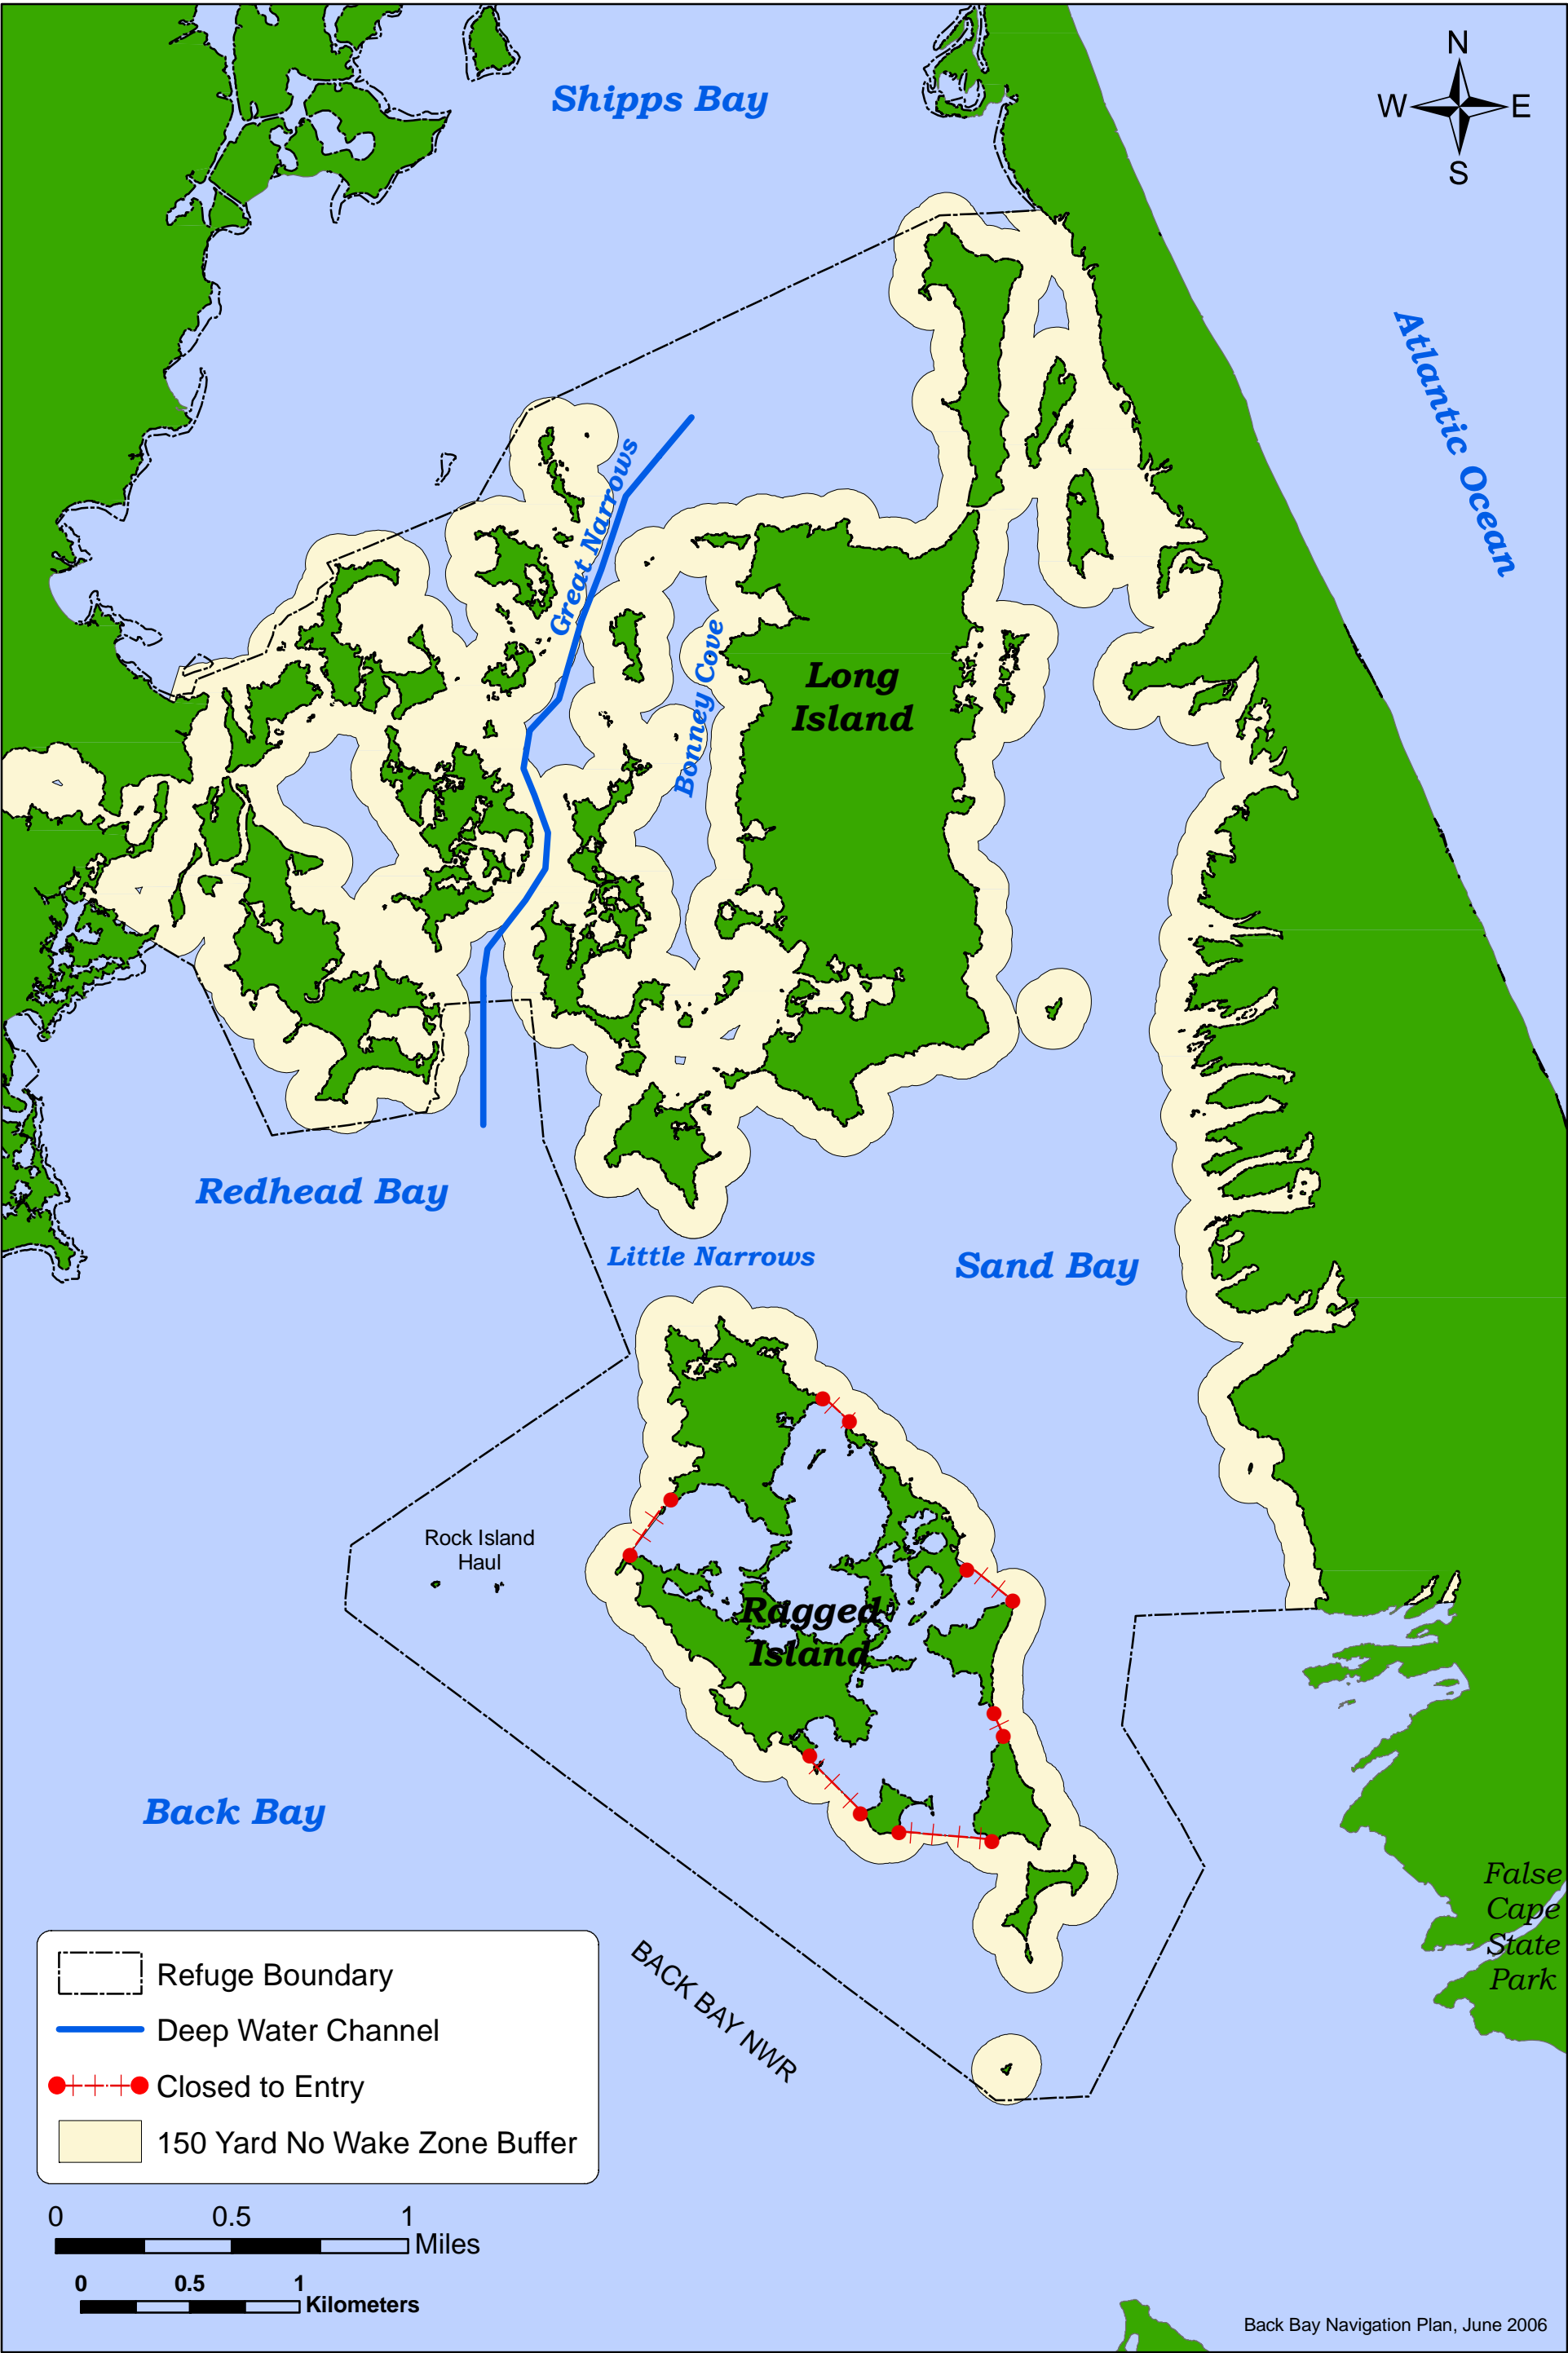 N
Shipps Bay
W
E
S
Atlantic Ocean
Great Narrows
Bonney Cove
Long
Island
Redhead Bay
Little Narrows
Sand Bay
Rock Island
Haul
Ragged
Island
Back Bay
False
Cape
State
Park
BACK BAY NWR
Refuge Boundary
Deep Water Channel
Closed to Entry
150 Yard No Wake Zone Buffer
0 0.5 1
Miles
0 0.5 1
Kilometers
Back Bay Navigation Plan, June 2006